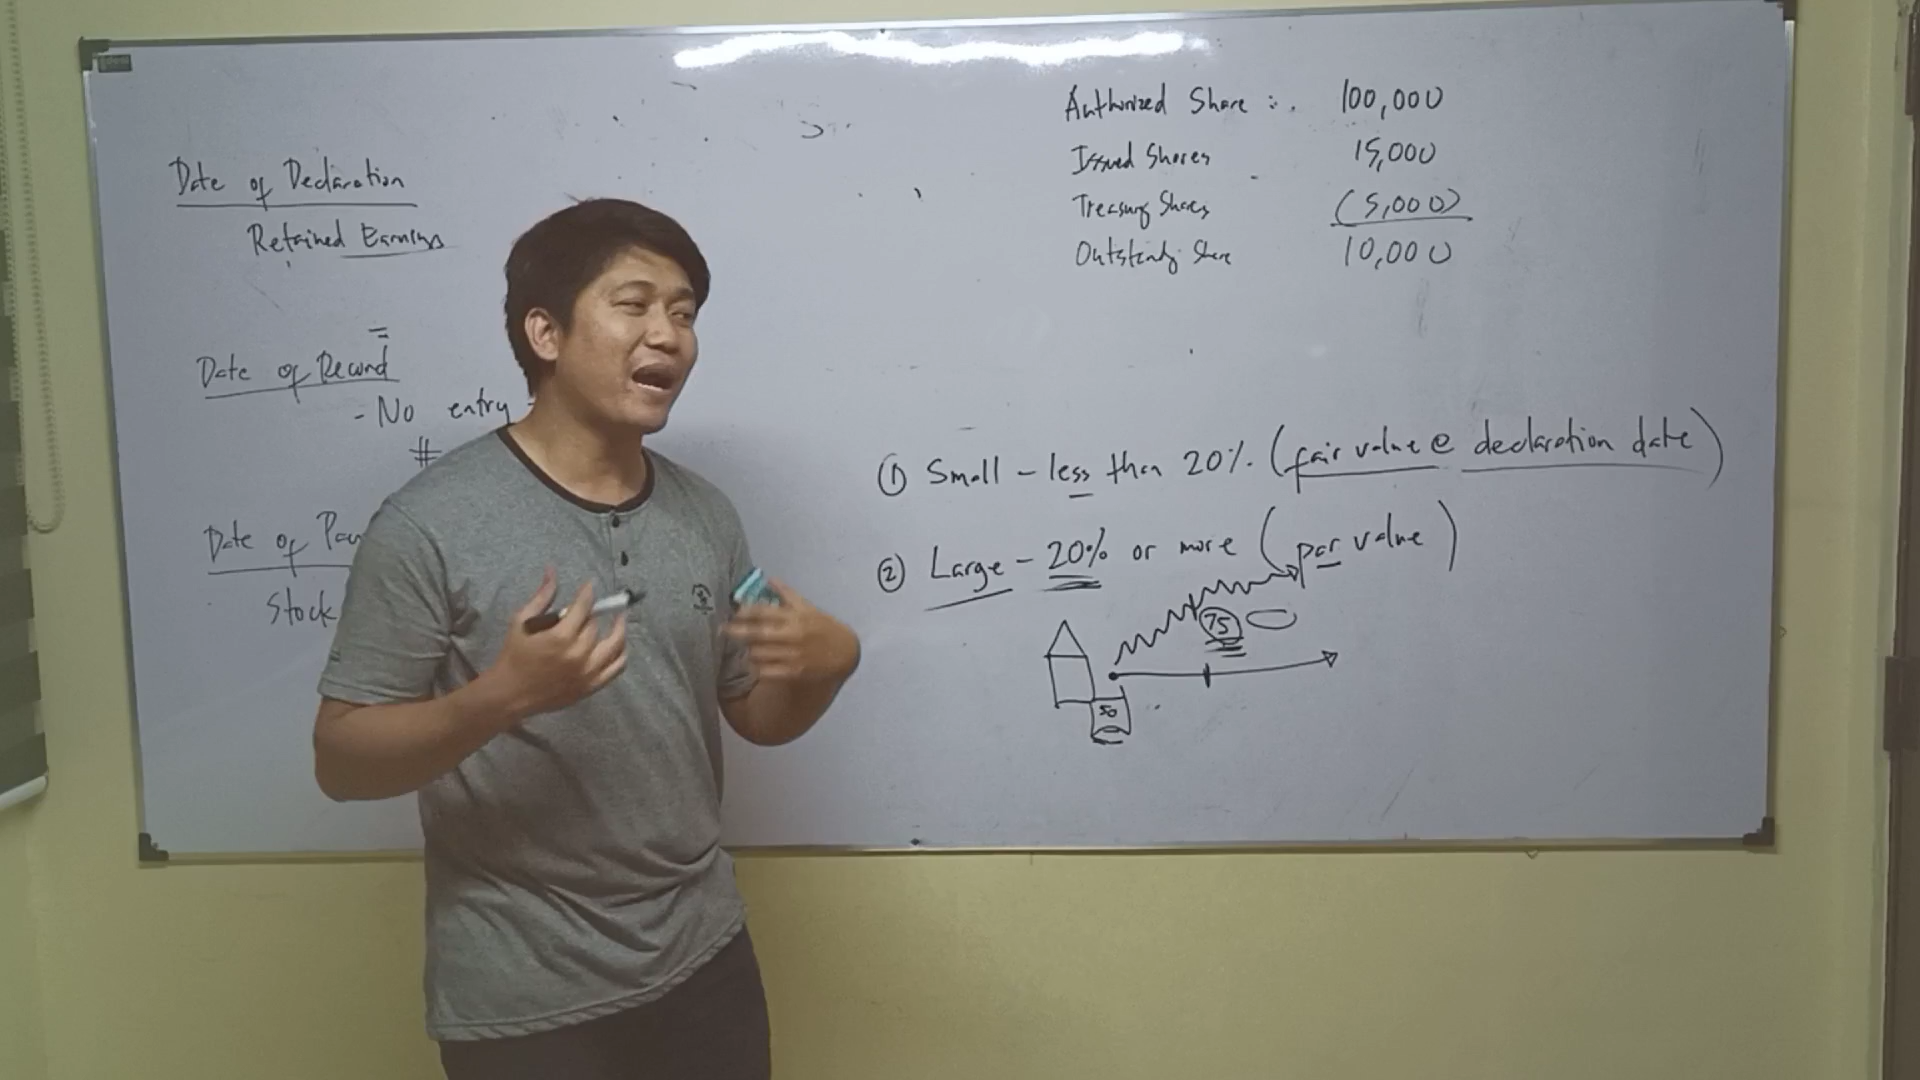 Date of Declaration
Retained Earnings
Date of Record
- No entry -
#
Date of Pay
Stock
Authorized Share : . 100,000
Issued Shares 15,000
Treasury Shares (5,000)
Outstandg Share 10,000
① Small - less than 20% (fair value @ declaration date)
② Large - 20% or more (par value)
75
50